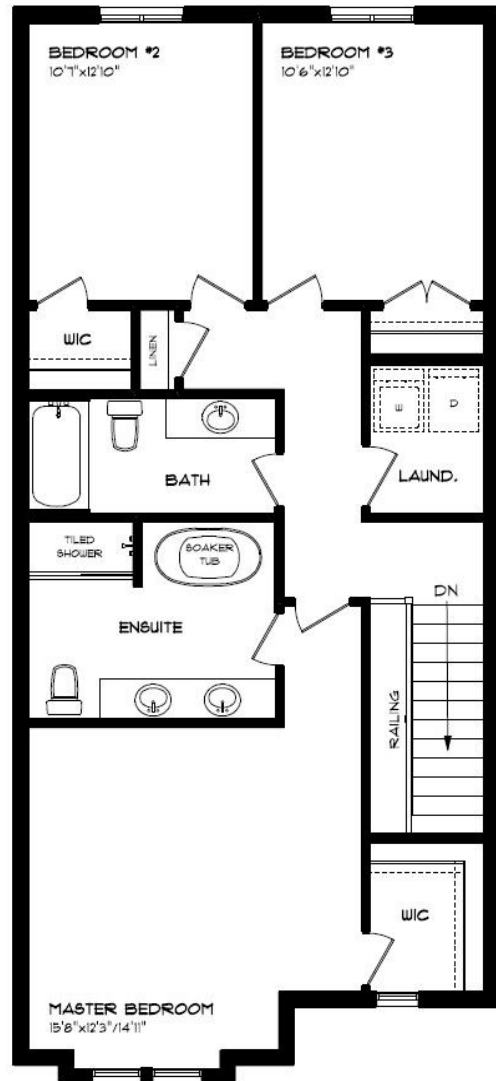 BEDROOM #2
10'7"x12'10"
BEDROOM #3
10'6"x12'10"
WIC
LINEN
E
D
LAUND.
BATH
TILED
SHOWER
SOAKER
TUB
ENSUITE
DN
RAILING
WIC
MASTER BEDROOM
15'8"x12'3"/14'11"